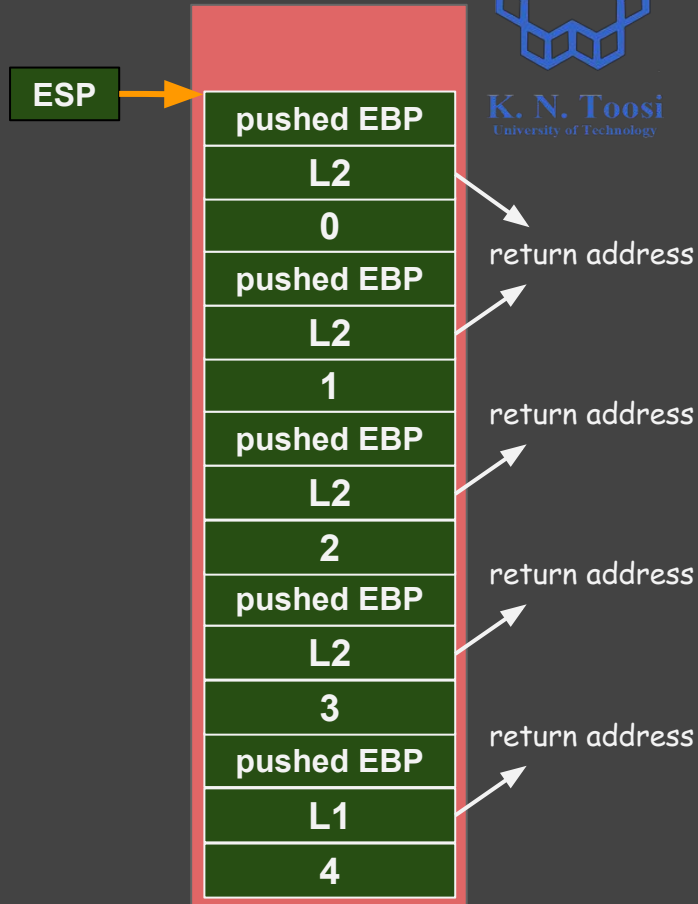 ESP
K. N. Toosi
University of Technology
pushed EBP
L2
0
return address
pushed EBP
L2
1
return address
pushed EBP
L2
2
return address
pushed EBP
L2
3
return address
pushed EBP
L1
4